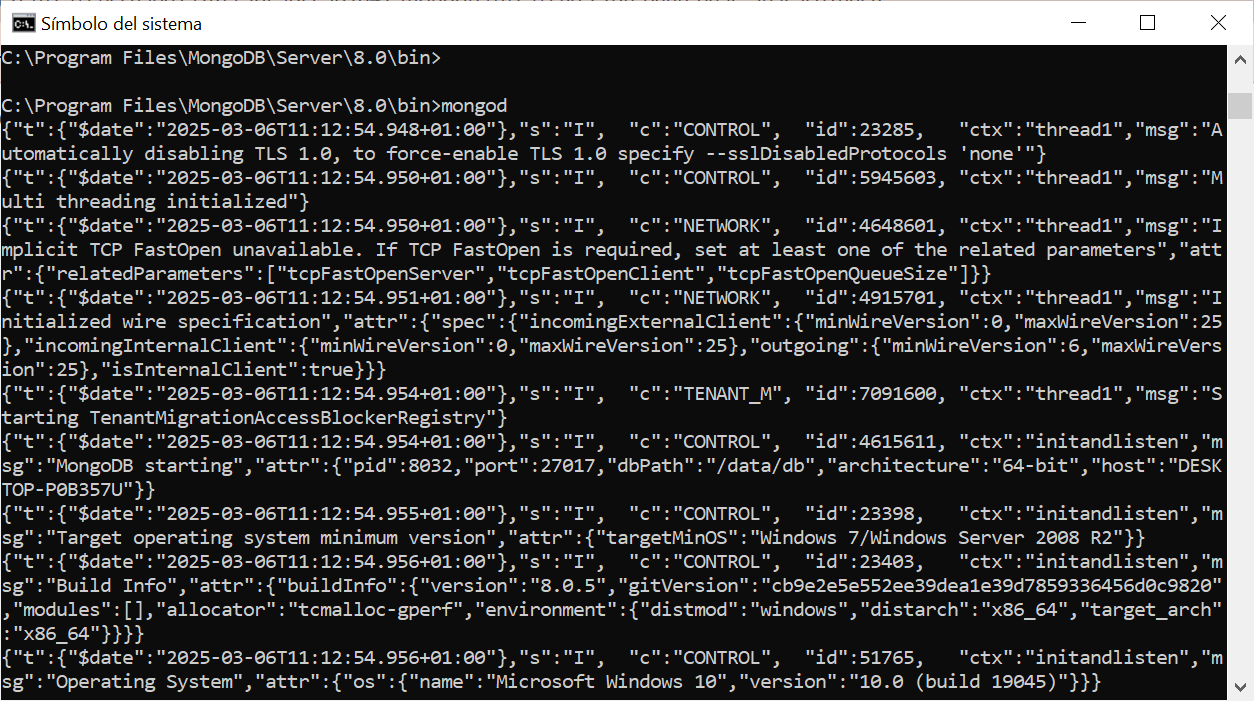 Símbolo del sistema
C:\Program Files\MongoDB\Server\8.0\bin>
C:\Program Files\MongoDB\Server\8.0\bin>mongod
{"t":{"$date":"2025-03-06T11:12:54.948+01:00"},"s":"I",  "c":"CONTROL",  "id":23285,   "ctx":"thread1","msg":"A
utomatically disabling TLS 1.0, to force-enable TLS 1.0 specify --sslDisabledProtocols 'none'"}
{"t":{"$date":"2025-03-06T11:12:54.950+01:00"},"s":"I",  "c":"CONTROL",  "id":5945603, "ctx":"thread1","msg":"M
ulti threading initialized"}
{"t":{"$date":"2025-03-06T11:12:54.950+01:00"},"s":"I",  "c":"NETWORK",  "id":4648601, "ctx":"thread1","msg":"I
mplicit TCP FastOpen unavailable. If TCP FastOpen is required, set at least one of the related parameters","att
r":{"relatedParameters":["tcpFastOpenServer","tcpFastOpenClient","tcpFastOpenQueueSize"]}}
{"t":{"$date":"2025-03-06T11:12:54.951+01:00"},"s":"I",  "c":"NETWORK",  "id":4915701, "ctx":"thread1","msg":"I
nitialized wire specification","attr":{"spec":{"incomingExternalClient":{"minWireVersion":0,"maxWireVersion":25
},"incomingInternalClient":{"minWireVersion":0,"maxWireVersion":25},"outgoing":{"minWireVersion":6,"maxWireVers
ion":25},"isInternalClient":true}}}
{"t":{"$date":"2025-03-06T11:12:54.954+01:00"},"s":"I",  "c":"TENANT_M", "id":7091600, "ctx":"thread1","msg":"S
tarting TenantMigrationAccessBlockerRegistry"}
{"t":{"$date":"2025-03-06T11:12:54.954+01:00"},"s":"I",  "c":"CONTROL",  "id":4615611, "ctx":"initandlisten","m
sg":"MongoDB starting","attr":{"pid":8032,"port":27017,"dbPath":"/data/db","architecture":"64-bit","host":"DESK
TOP-P0B357U"}}
{"t":{"$date":"2025-03-06T11:12:54.955+01:00"},"s":"I",  "c":"CONTROL",  "id":23398,   "ctx":"initandlisten","m
sg":"Target operating system minimum version","attr":{"targetMinOS":"Windows 7/Windows Server 2008 R2"}}
{"t":{"$date":"2025-03-06T11:12:54.956+01:00"},"s":"I",  "c":"CONTROL",  "id":23403,   "ctx":"initandlisten","m
sg":"Build Info","attr":{"buildInfo":{"version":"8.0.5","gitVersion":"cb9e2e5e552ee39dea1e39d7859336456d0c9820"
,"modules":[],"allocator":"tcmalloc-gperf","environment":{"distmod":"windows","distarch":"x86_64","target_arch"
:"x86_64"}}}}
{"t":{"$date":"2025-03-06T11:12:54.956+01:00"},"s":"I",  "c":"CONTROL",  "id":51765,   "ctx":"initandlisten","m
sg":"Operating System","attr":{"os":{"name":"Microsoft Windows 10","version":"10.0 (build 19045)"}}}